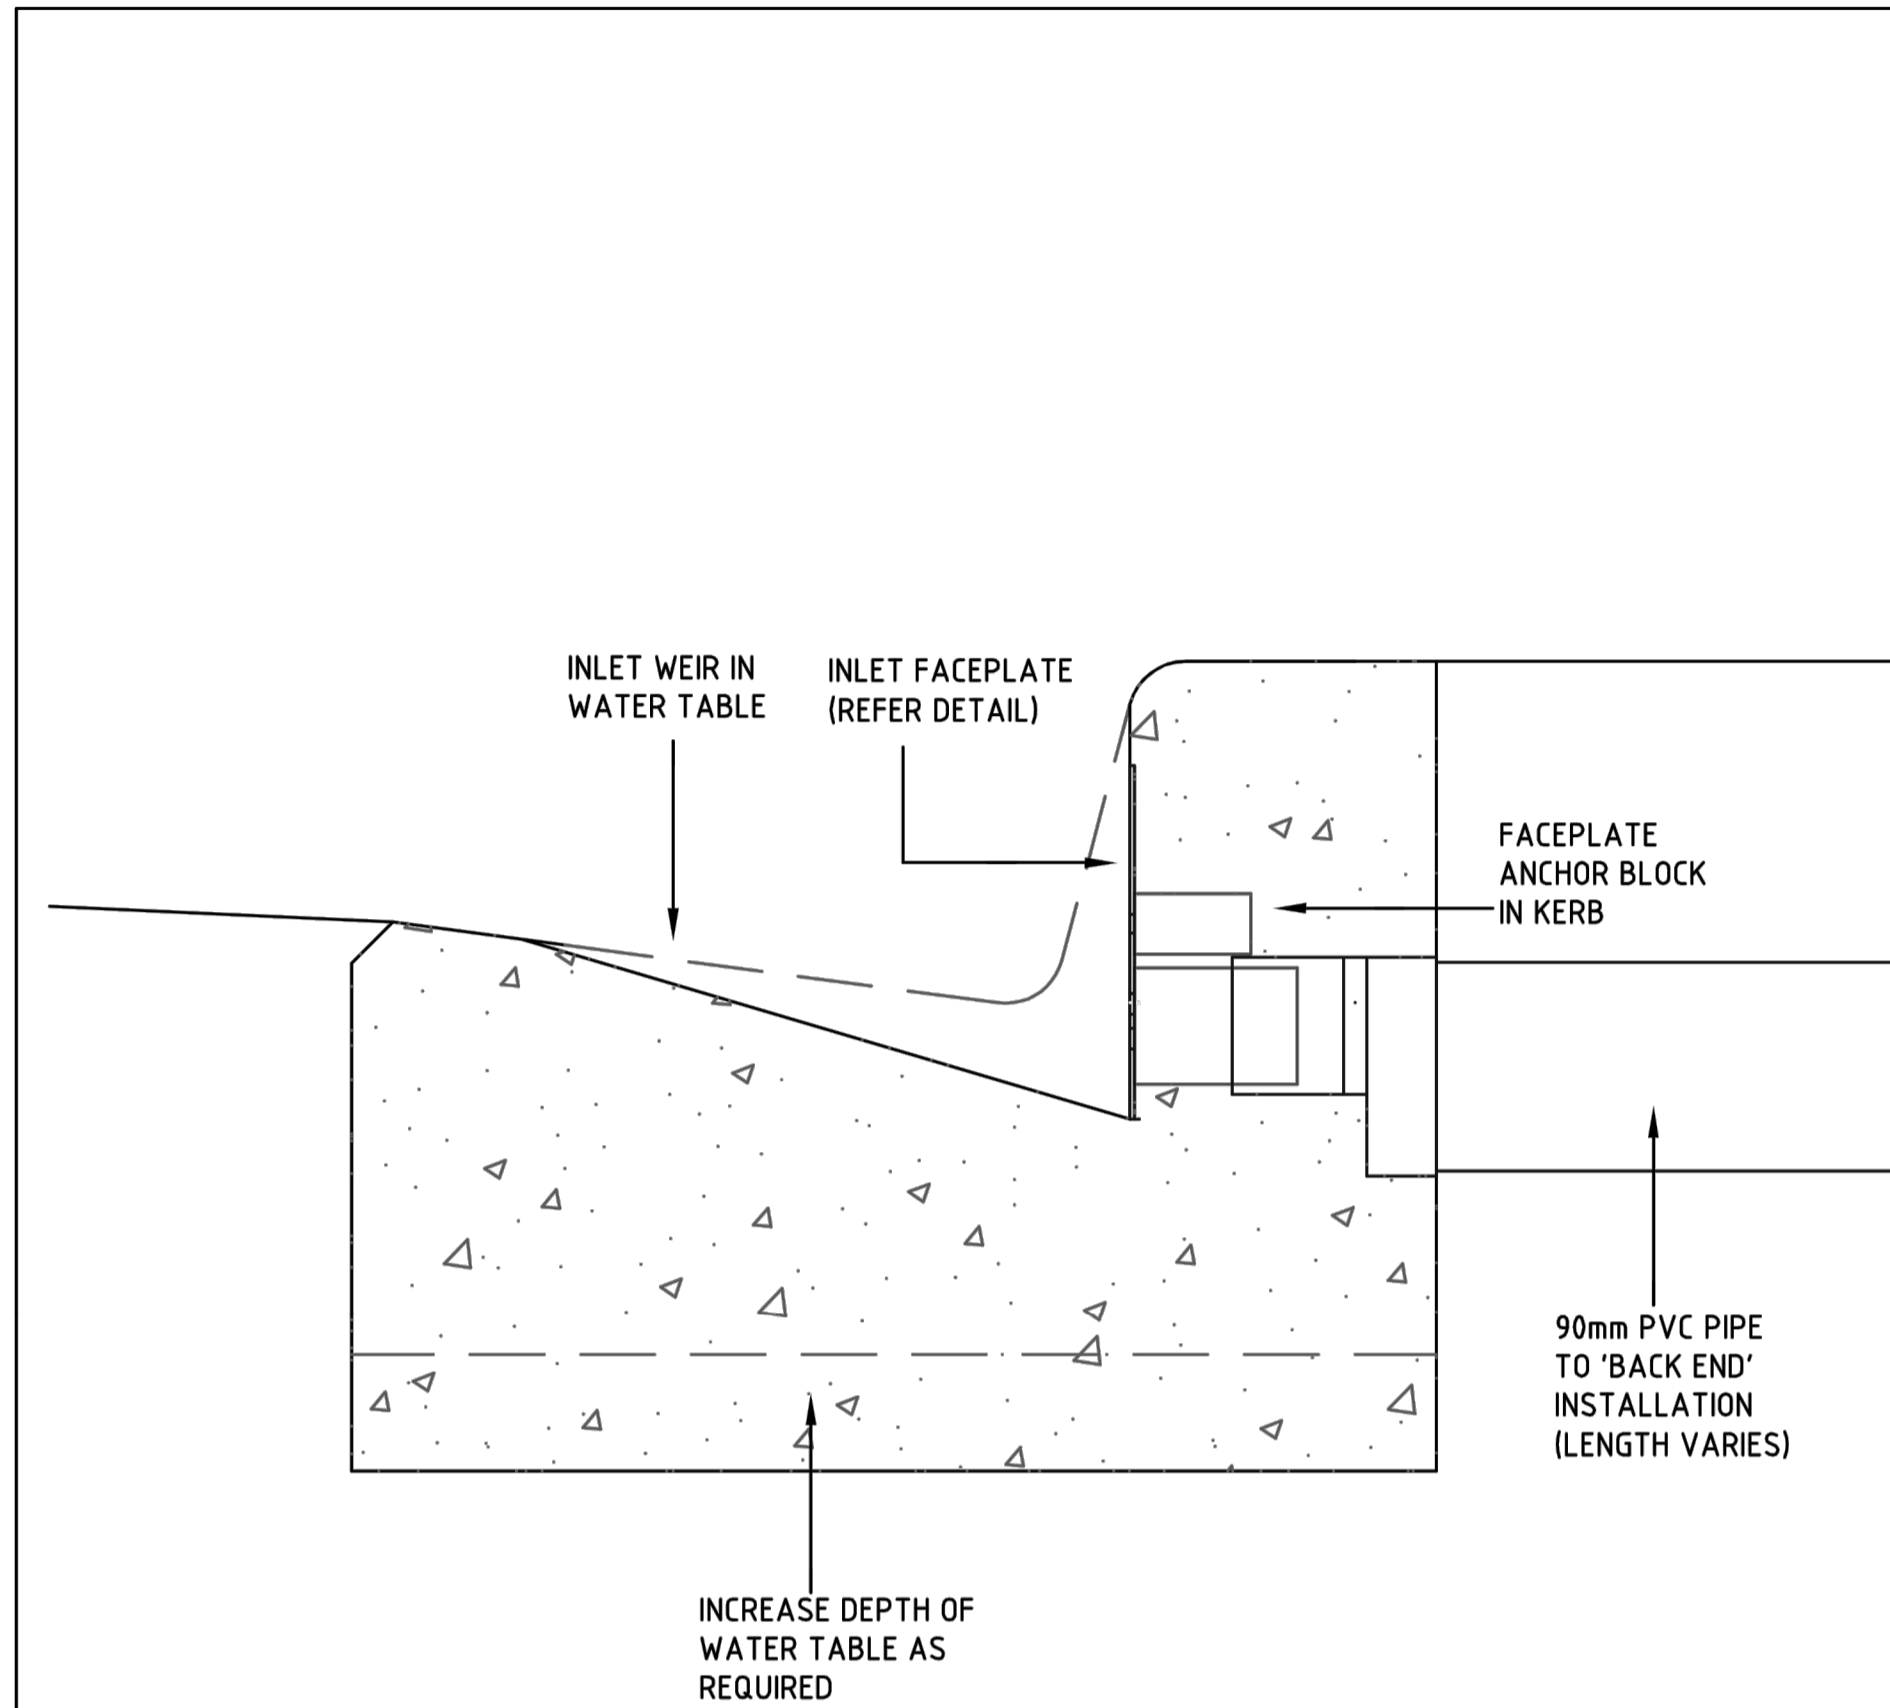 INLET WEIR IN
WATER TABLE
INLET FACEPLATE
(REFER DETAIL)
FACEPLATE
ANCHOR BLOCK
IN KERB
90mm PVC PIPE
TO 'BACK END'
INSTALLATION
(LENGTH VARIES)
INCREASE DEPTH OF
WATER TABLE AS
REQUIRED